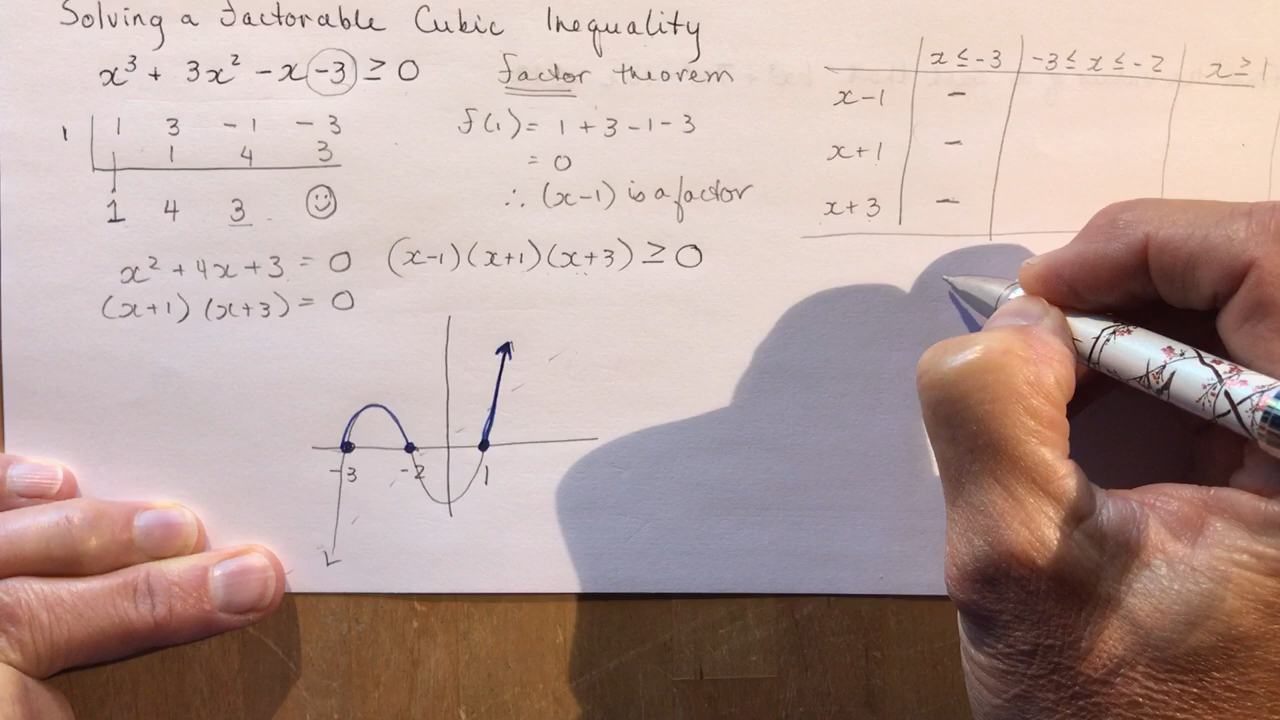 Solving a Factorable Cubic Inequality
x³ + 3x² - x - 3 ≥ 0
factor theorem
1 | 1 3 -1 -3
1 4 3
1 4 3
f(1) = 1 + 3 - 1 - 3
= 0
∴ (x-1) is a factor
x² + 4x + 3 = 0
(x+1) (x+3) = 0
(x-1)(x+1)(x+3) ≥ 0
-3 -2 1
x ≤ -3 -3 ≤ x ≤ -2 x ≥ 1
x-1 -
x+1 -
x+3 -